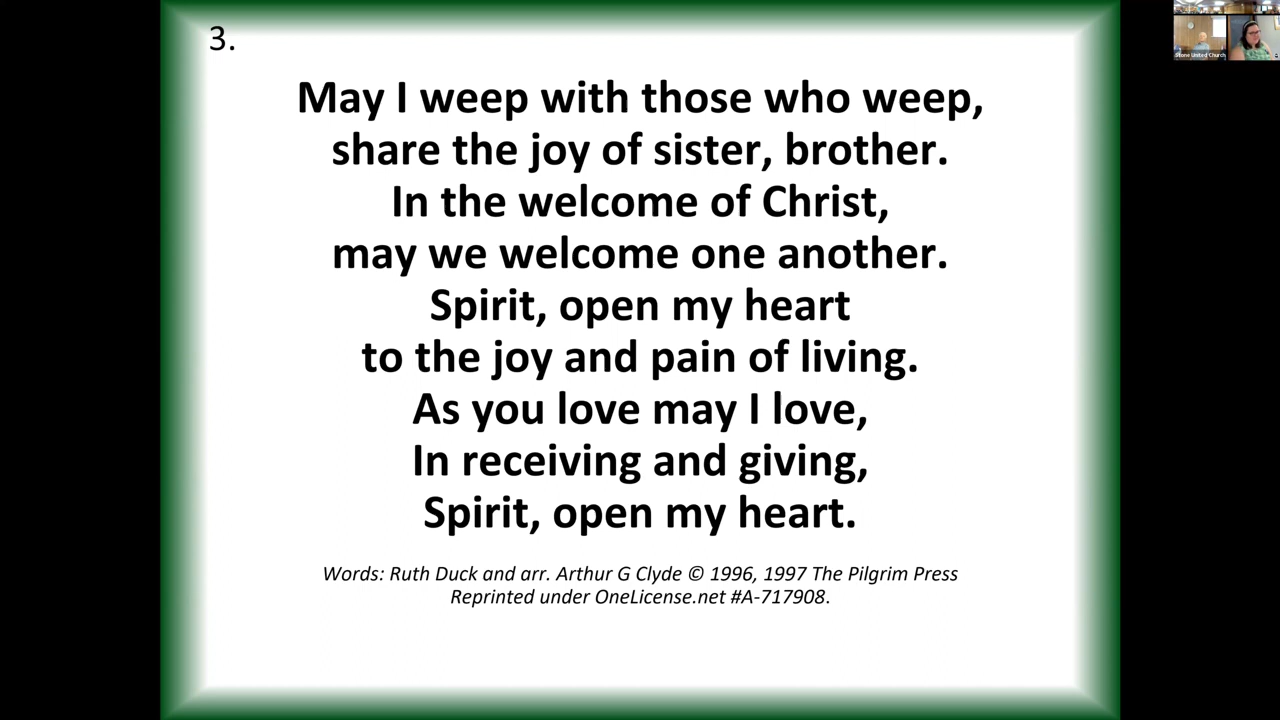 3.
May I weep with those who weep,
share the joy of sister, brother.
In the welcome of Christ,
may we welcome one another.
Spirit, open my heart
to the joy and pain of living.
As you love may I love,
In receiving and giving,
Spirit, open my heart.
Words: Ruth Duck and arr. Arthur G Clyde © 1996, 1997 The Pilgrim Press
Reprinted under OneLicense.net #A-717908.
Stone United Church